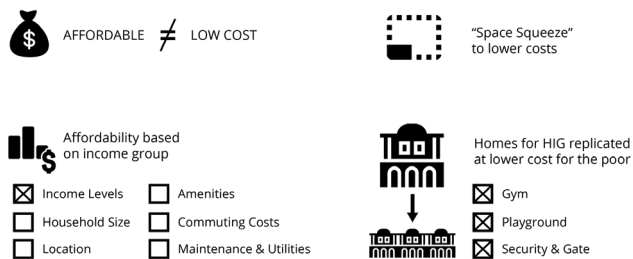 AFFORDABLE ≠ LOW COST
"Space Squeeze"
to lower costs
Affordability based
on income group
Income Levels
Household Size
Location
Amenities
Commuting Costs
Maintenance & Utilities
Homes for HIG replicated
at lower cost for the poor
Gym
Playground
Security & Gate